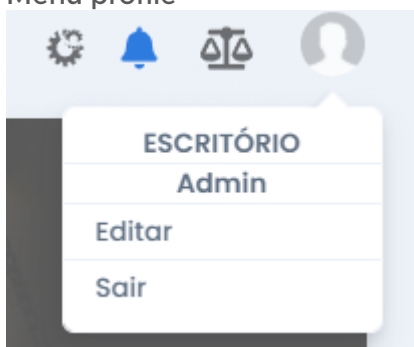 Menu profile
ESCRITÓRIO
Admin
Editar
Sair